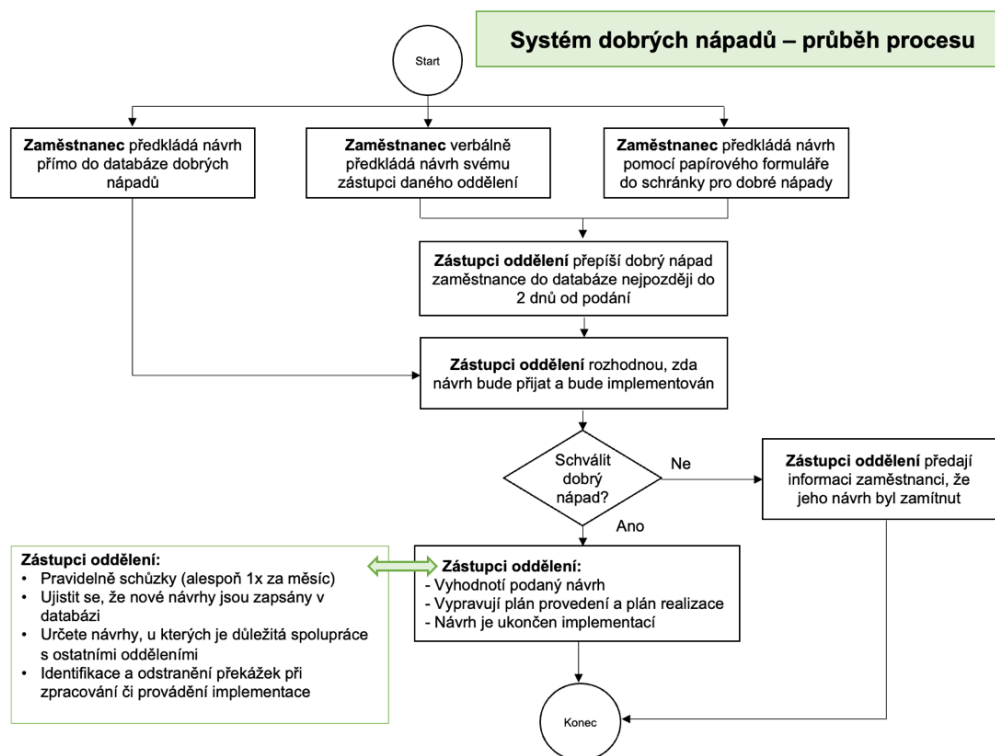 Systém dobrých nápadů – průběh procesu
Start
Zaměstnanec předkládá návrh
přímo do databáze dobrých
nápadů
Zaměstnanec verbálně
předkládá návrh svému
zástupci daného oddělení
Zaměstnanec předkládá návrh
pomocí papírového formuláře
do schránky pro dobré nápady
Zástupci oddělení přepíší dobrý nápad
zaměstnance do databáze nejpozději do
2 dnů od podání
Zástupci oddělení rozhodnou, zda
návrh bude přijat a bude implementován
Schválit
dobrý
nápad?
Ne
Zástupci oddělení předají
informaci zaměstnanci, že
jeho návrh byl zamítnut
Ano
Zástupci oddělení:
• Pravidelně schůzky (alespoň 1x za měsíc)
• Ujistit se, že nové návrhy jsou zapsány v
databázi
• Určete návrhy, u kterých je důležitá spolupráce
s ostatními odděleními
• Identifikace a odstranění překážek při
zpracování či provádění implementace
Zástupci oddělení:
- Vyhodnotí podaný návrh
- Vypravují plán provedení a plán realizace
- Návrh je ukončen implementací
Konec